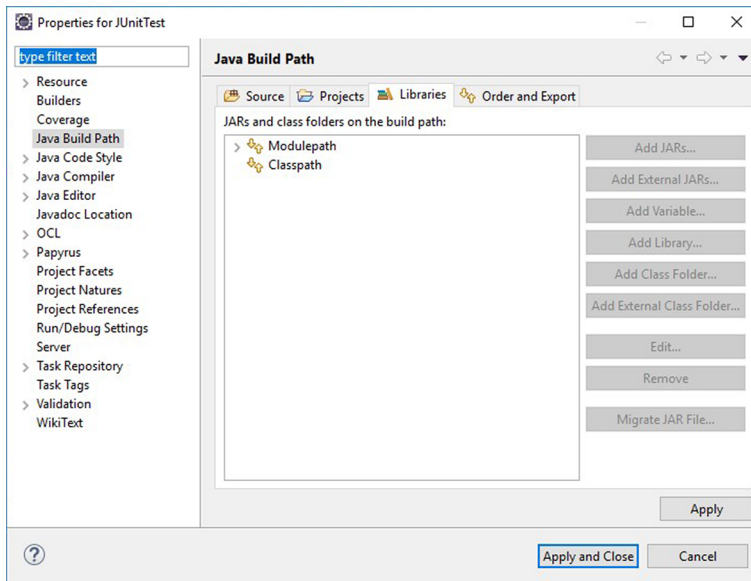 Properties for JUnitTest
type filter text
Resource
Builders
Coverage
Java Build Path
Java Code Style
Java Compiler
Java Editor
Javadoc Location
OCL
Papyrus
Project Facets
Project Natures
Project References
Run/Debug Settings
Server
Task Repository
Task Tags
Validation
WikiText
Java Build Path
Source Projects Libraries Order and Export
JARs and class folders on the build path:
Modulepath
Classpath
Add JARs...
Add External JARs...
Add Variable...
Add Library...
Add Class Folder...
Add External Class Folder...
Edit...
Remove
Migrate JAR File...
Apply
Apply and Close Cancel